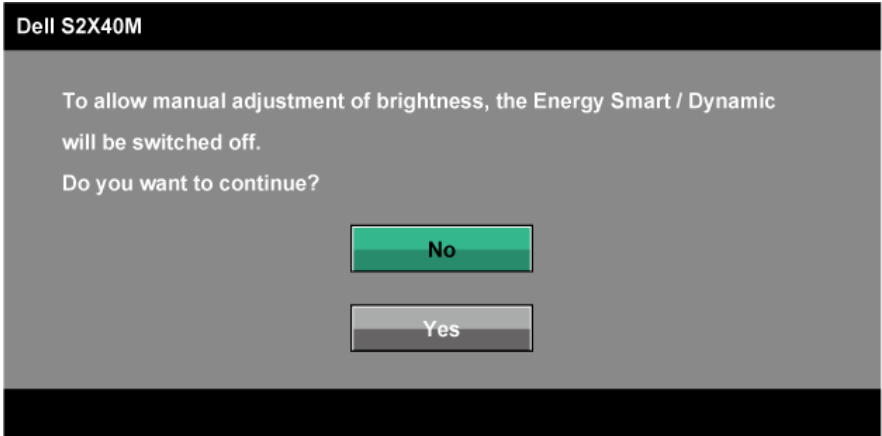 Dell S2X40M
To allow manual adjustment of brightness, the Energy Smart / Dynamic
will be switched off.
Do you want to continue?
No
Yes